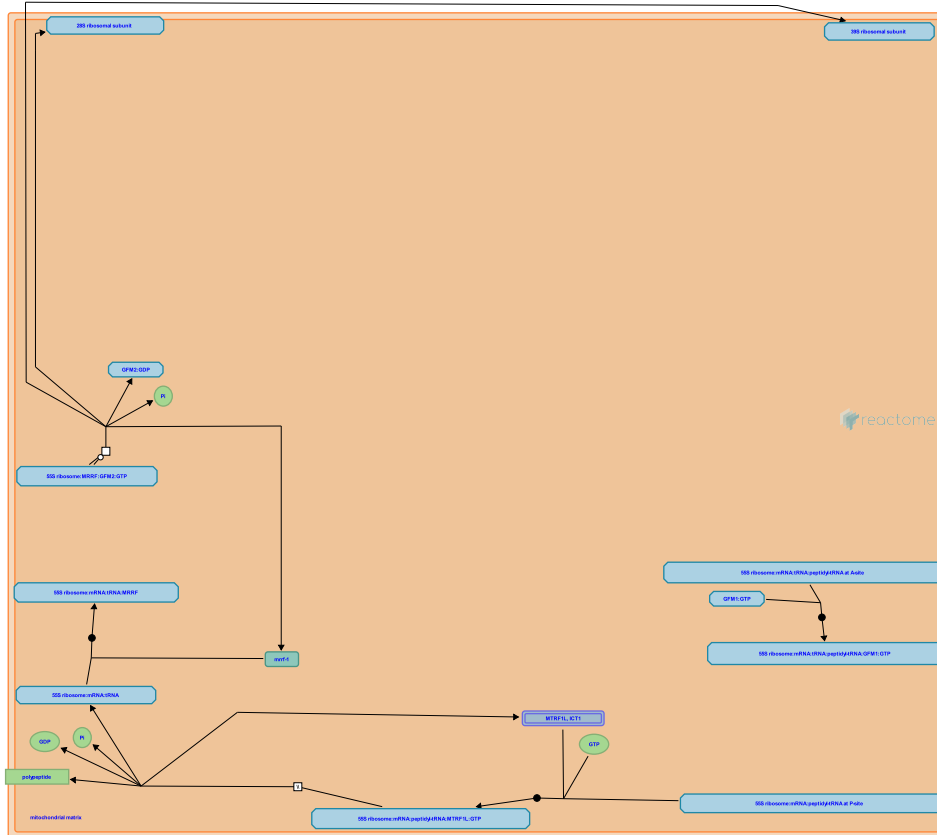 28S ribosomal subunit
39S ribosomal subunit
GFM2:GDP
Pi
reactome
55S ribosome:MRRF:GFM2:GTP
55S ribosome:mRNA:tRNA:peptidyl-tRNA at A-site
55S ribosome:mRNA:tRNA:MRRF
GFM1:GTP
55S ribosome:mRNA:tRNA:peptidyl-tRNA:GFM1:GTP
mrrf-1
55S ribosome:mRNA:tRNA
MTRF1L, ICT1
GDP
Pi
GTP
polypeptide
?
55S ribosome:mRNA:peptidyl-tRNA at P-site
mitochondrial matrix
55S ribosome:mRNA:peptidyl-tRNA:MTRF1L:GTP